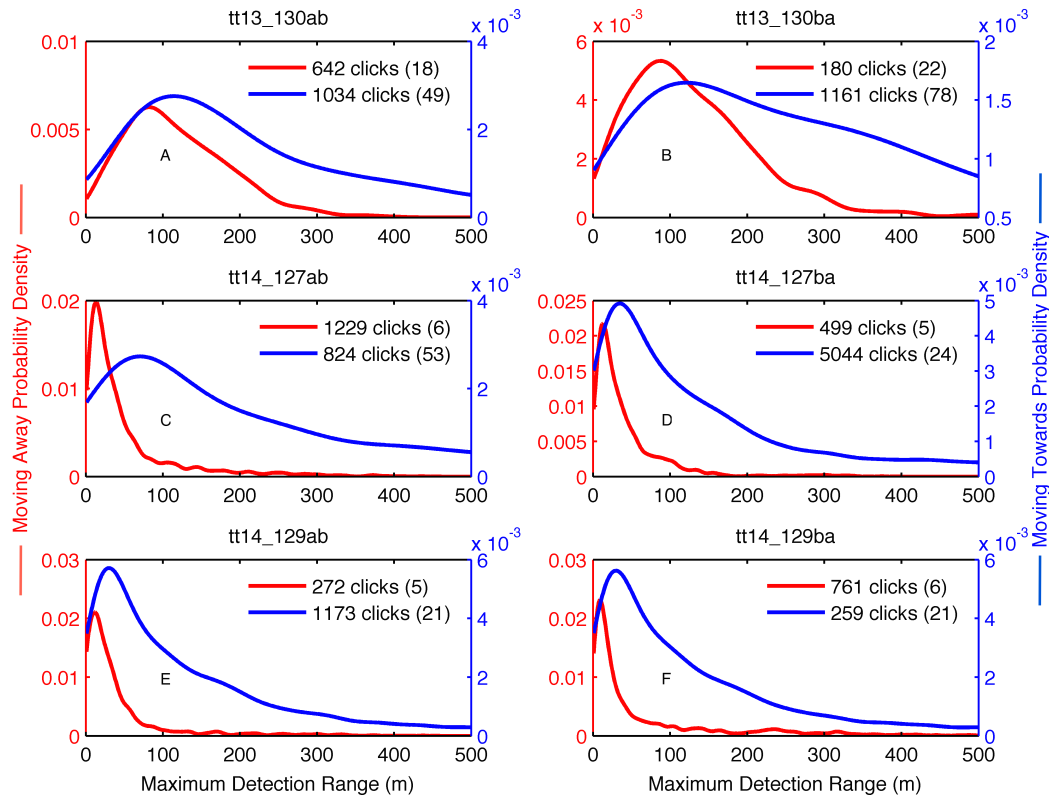 tt13_130ab
x 10^-3
0.01
0.005
0
4
2
0
642 clicks (18)
1034 clicks (49)
A
0 100 200 300 400 500
tt13_130ba
x 10^-3
x 10^-3
6
4
2
0
2
1.5
1
0.5
180 clicks (22)
1161 clicks (78)
B
0 100 200 300 400 500
tt14_127ab
x 10^-3
0.02
0.01
0
4
2
0
1229 clicks (6)
824 clicks (53)
C
0 100 200 300 400 500
tt14_127ba
x 10^-3
0.025
0.02
0.015
0.01
0.005
0
5
4
3
2
1
0
499 clicks (5)
5044 clicks (24)
D
0 100 200 300 400 500
tt14_129ab
x 10^-3
0.03
0.02
0.01
0
6
4
2
0
272 clicks (5)
1173 clicks (21)
E
0 100 200 300 400 500
Maximum Detection Range (m)
tt14_129ba
x 10^-3
0.03
0.02
0.01
0
6
4
2
0
761 clicks (6)
259 clicks (21)
F
0 100 200 300 400 500
Maximum Detection Range (m)
Moving Away Probability Density
Moving Towards Probability Density